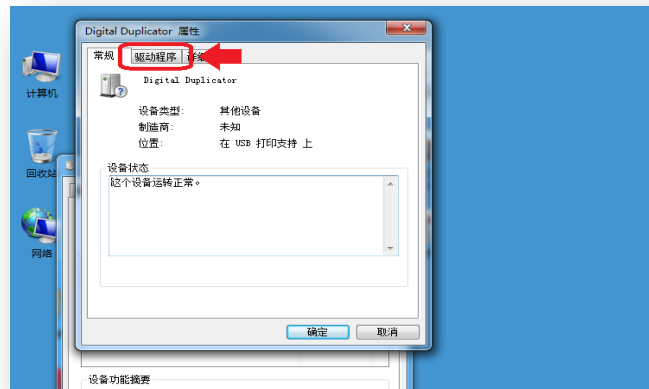 Digital Duplicator 属性
常规
驱动程序
Digital Duplicator
设备类型: 其他设备
制造商: 未知
位置: 在 USB 打印支持 上
设备状态
这个设备运转正常。
确定
取消
设备功能摘要
计算机
回收站
网络